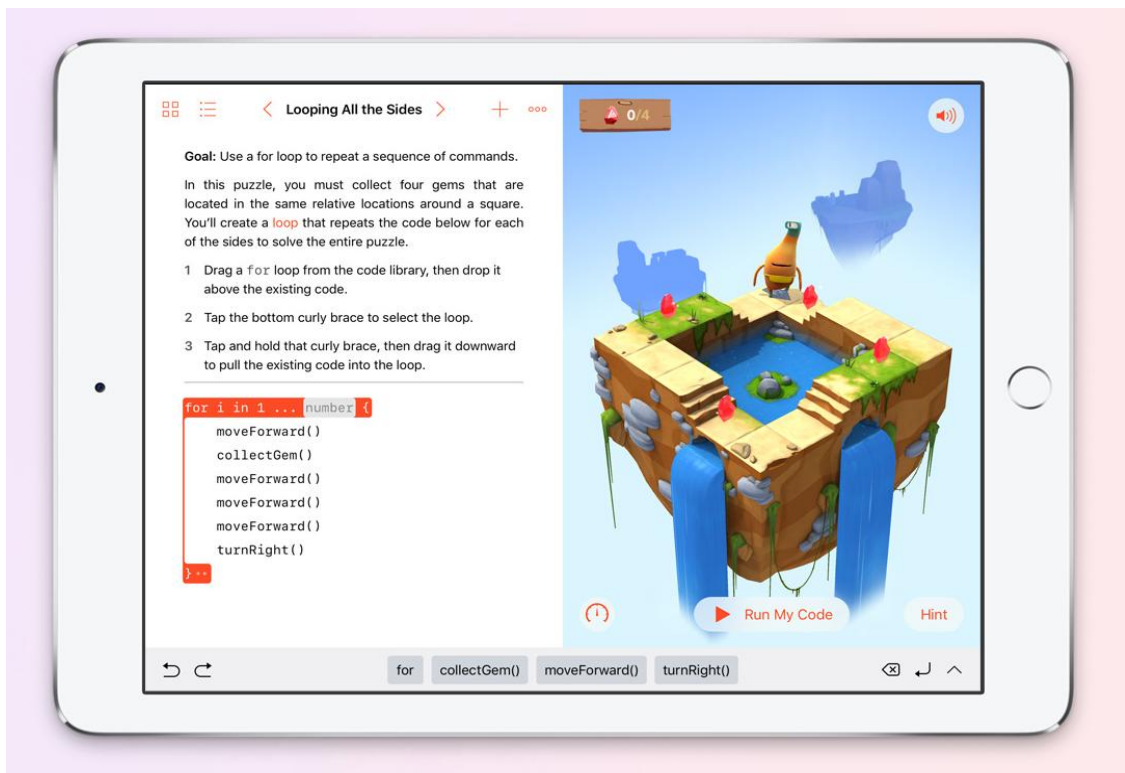 Looping All the Sides
Goal: Use a for loop to repeat a sequence of commands.
In this puzzle, you must collect four gems that are
located in the same relative locations around a square.
You'll create a loop that repeats the code below for each
of the sides to solve the entire puzzle.
1 Drag a for loop from the code library, then drop it
above the existing code.
2 Tap the bottom curly brace to select the loop.
3 Tap and hold that curly brace, then drag it downward
to pull the existing code into the loop.
for i in 1 ... number {
moveForward()
collectGem()
moveForward()
moveForward()
moveForward()
turnRight()
}
0/4
Run My Code
Hint
for collectGem() moveForward() turnRight()